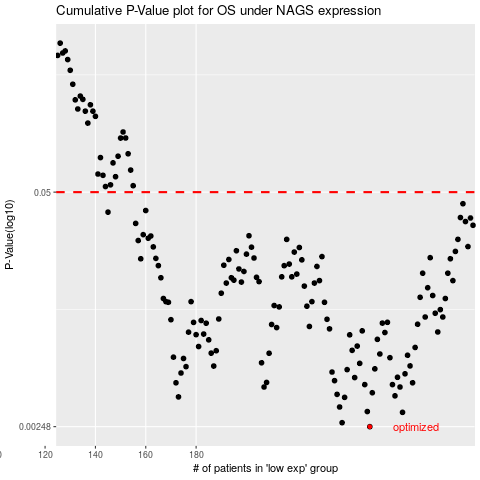 Cumulative P-Value plot for OS under NAGS expression
P-Value(log10)
0.05
0.00248
optimized
0 120 140 160 180
# of patients in 'low exp' group